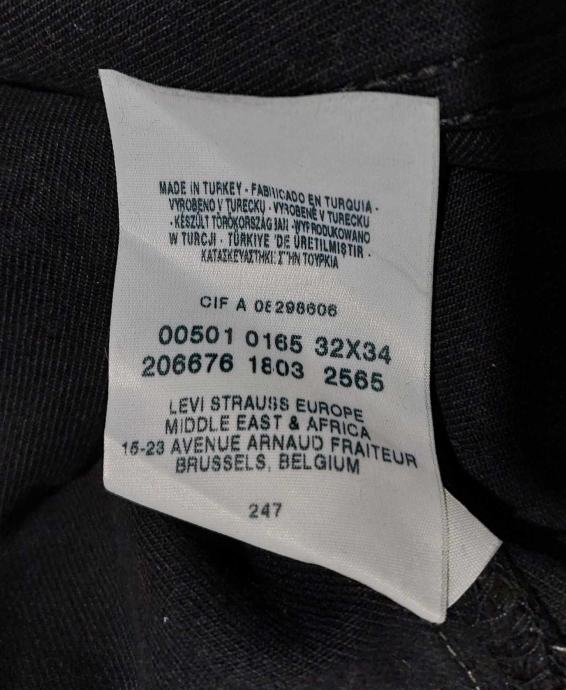 MADE IN TURKEY · FABRICADO EN TURQUIA ·
VYROBENO V TURECKU · VYROBENÉ V TURECKU
· KÉSZÜLT TÖRÖKORSZAGBAN · WYPRODUKOWANO
W TURCJI · TÜRKIYE 'DE ÜRETILMIŞTIR ·
ΚΑΤΑΣΚΕΥΑΣΤΗΚΕ ΣΤΗΝ ΤΟΥΡΚΙΑ
CIF A 08298606
00501 0165 32X34
206676 1803 2565
LEVI STRAUSS EUROPE
MIDDLE EAST & AFRICA
15-23 AVENUE ARNAUD FRAITEUR
BRUSSELS, BELGIUM
247